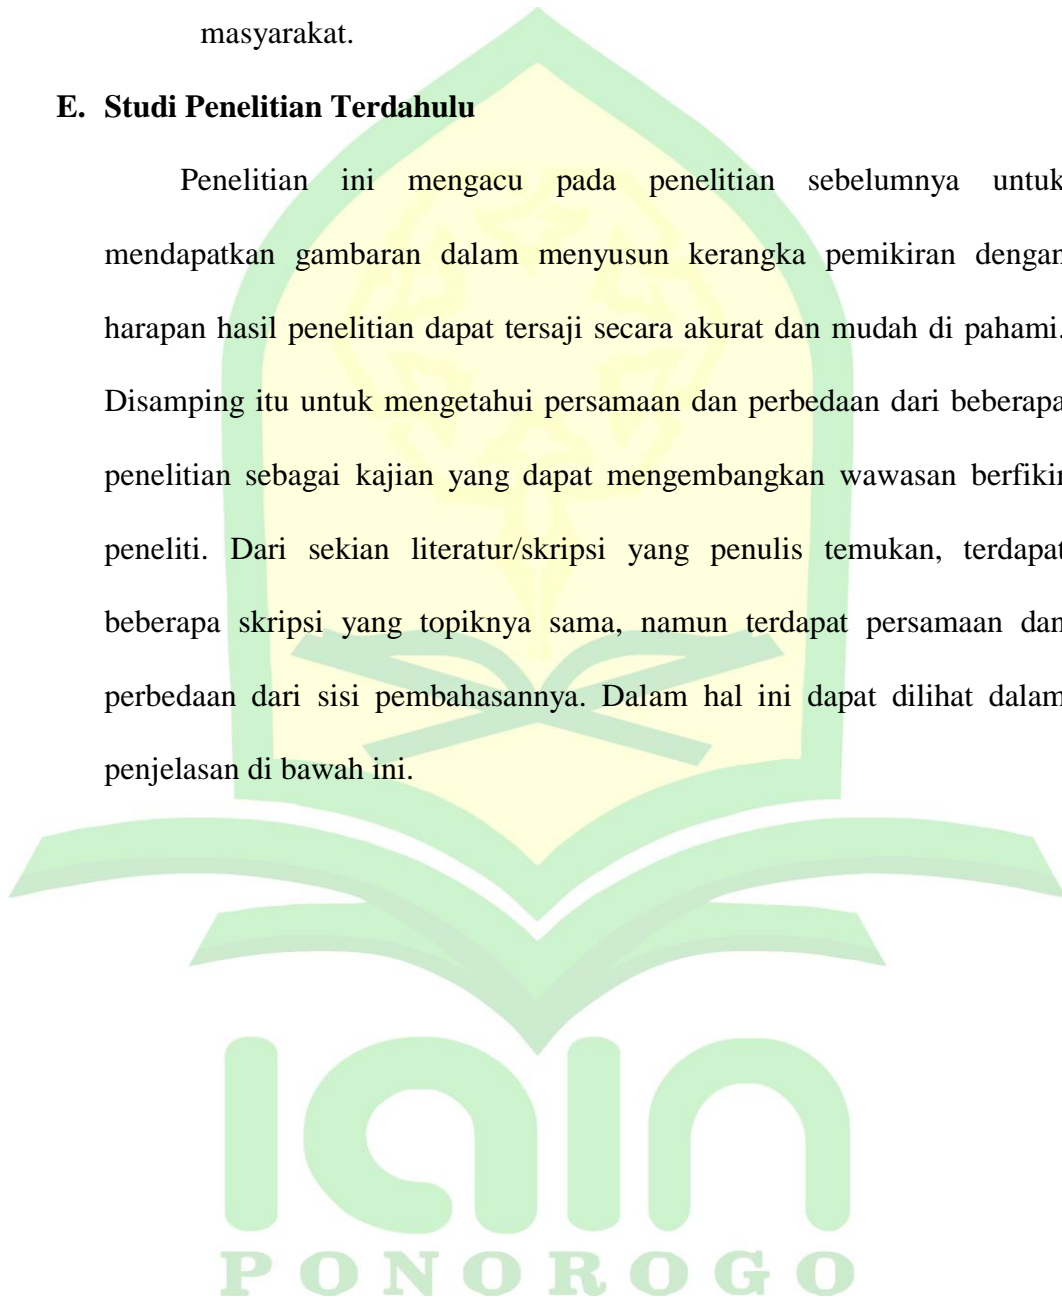 masyarakat.
E. Studi Penelitian Terdahulu
Penelitian ini mengacu pada penelitian sebelumnya untuk
mendapatkan gambaran dalam menyusun kerangka pemikiran dengan
harapan hasil penelitian dapat tersaji secara akurat dan mudah di pahami.
Disamping itu untuk mengetahui persamaan dan perbedaan dari beberapa
penelitian sebagai kajian yang dapat mengembangkan wawasan berfikir
peneliti. Dari sekian literatur/skripsi yang penulis temukan, terdapat
beberapa skripsi yang topiknya sama, namun terdapat persamaan dan
perbedaan dari sisi pembahasannya. Dalam hal ini dapat dilihat dalam
penjelasan di bawah ini.
iain
PONOROGO